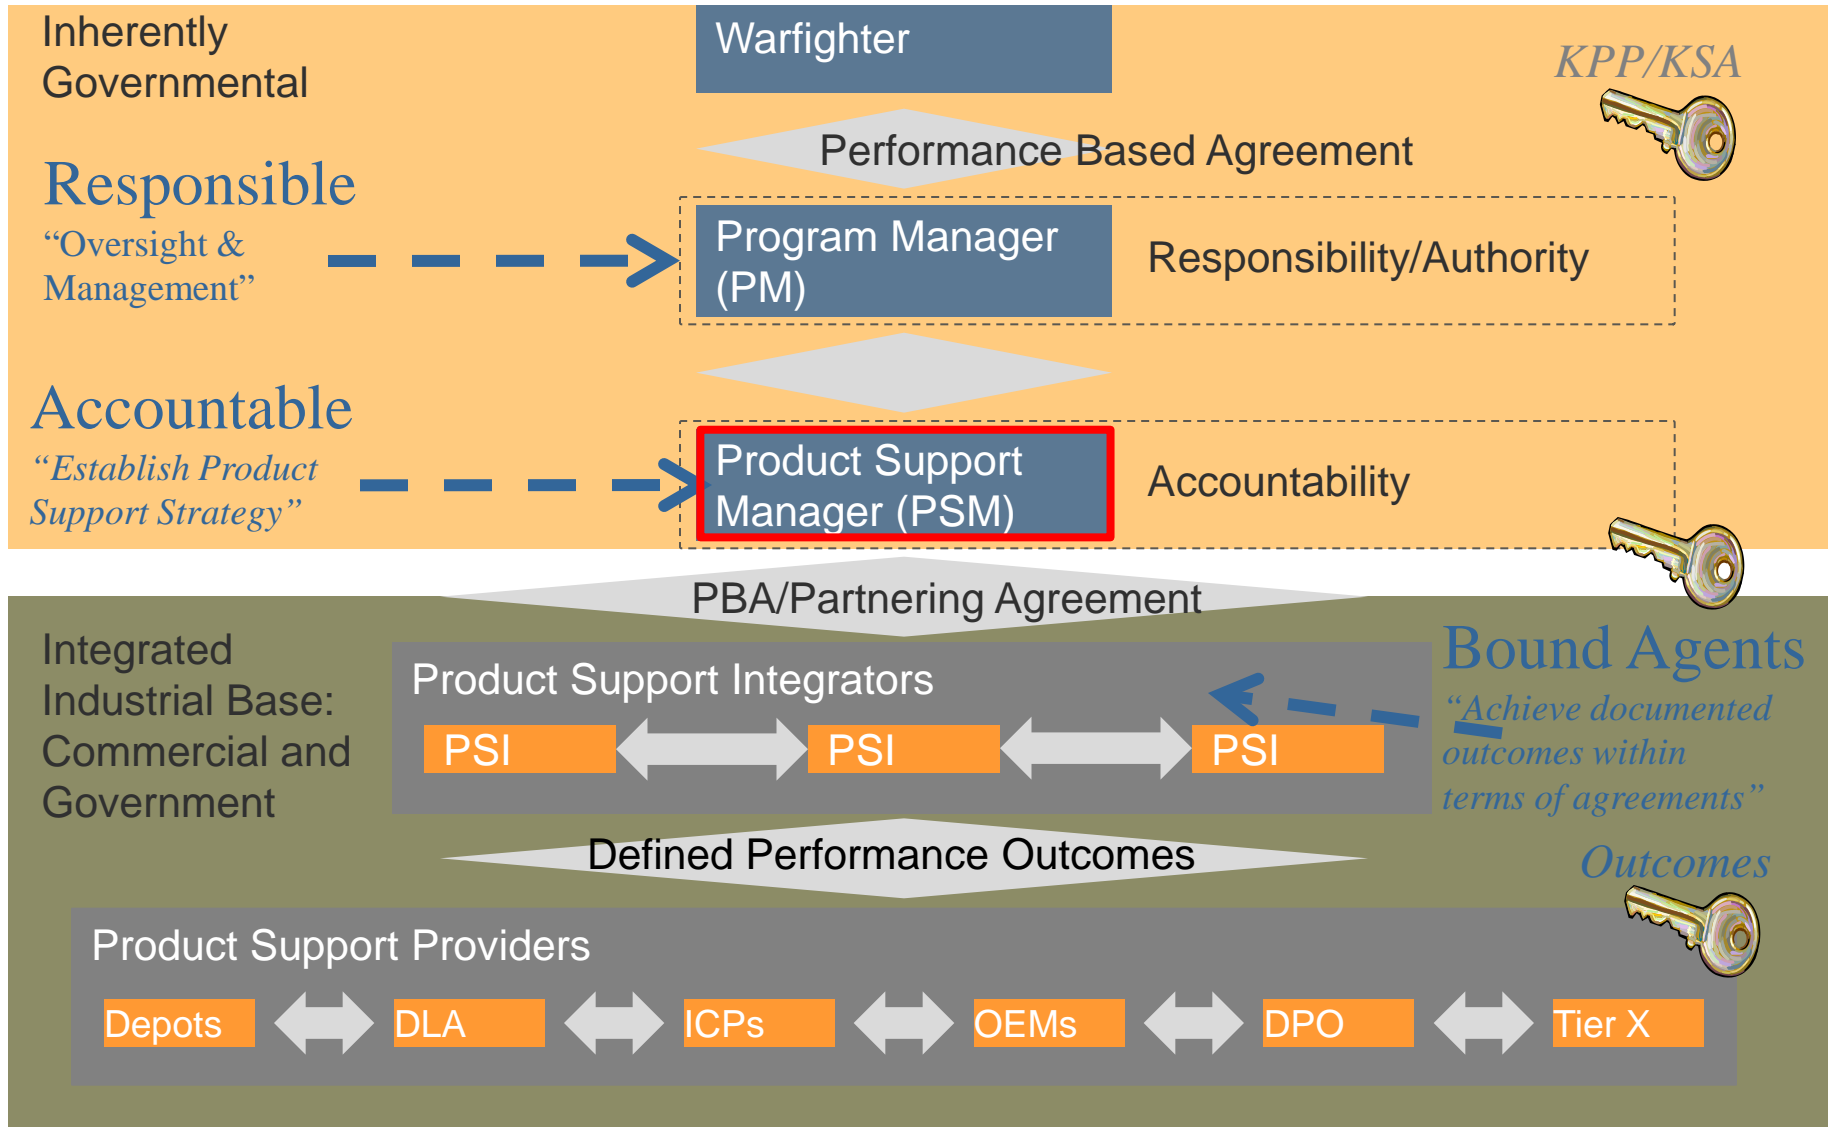 Inherently
Governmental
Warfighter
KPP/KSA
Performance Based Agreement
Responsible
“Oversight &
Management”
Program Manager
(PM)
Responsibility/Authority
Accountable
“Establish Product
Support Strategy”
Product Support
Manager (PSM)
Accountability
PBA/Partnering Agreement
Integrated
Industrial Base:
Commercial and
Government
Product Support Integrators
PSI
PSI
PSI
Bound Agents
“Achieve documented
outcomes within
terms of agreements”
Defined Performance Outcomes
Outcomes
Product Support Providers
Depots
DLA
ICPs
OEMs
DPO
Tier X